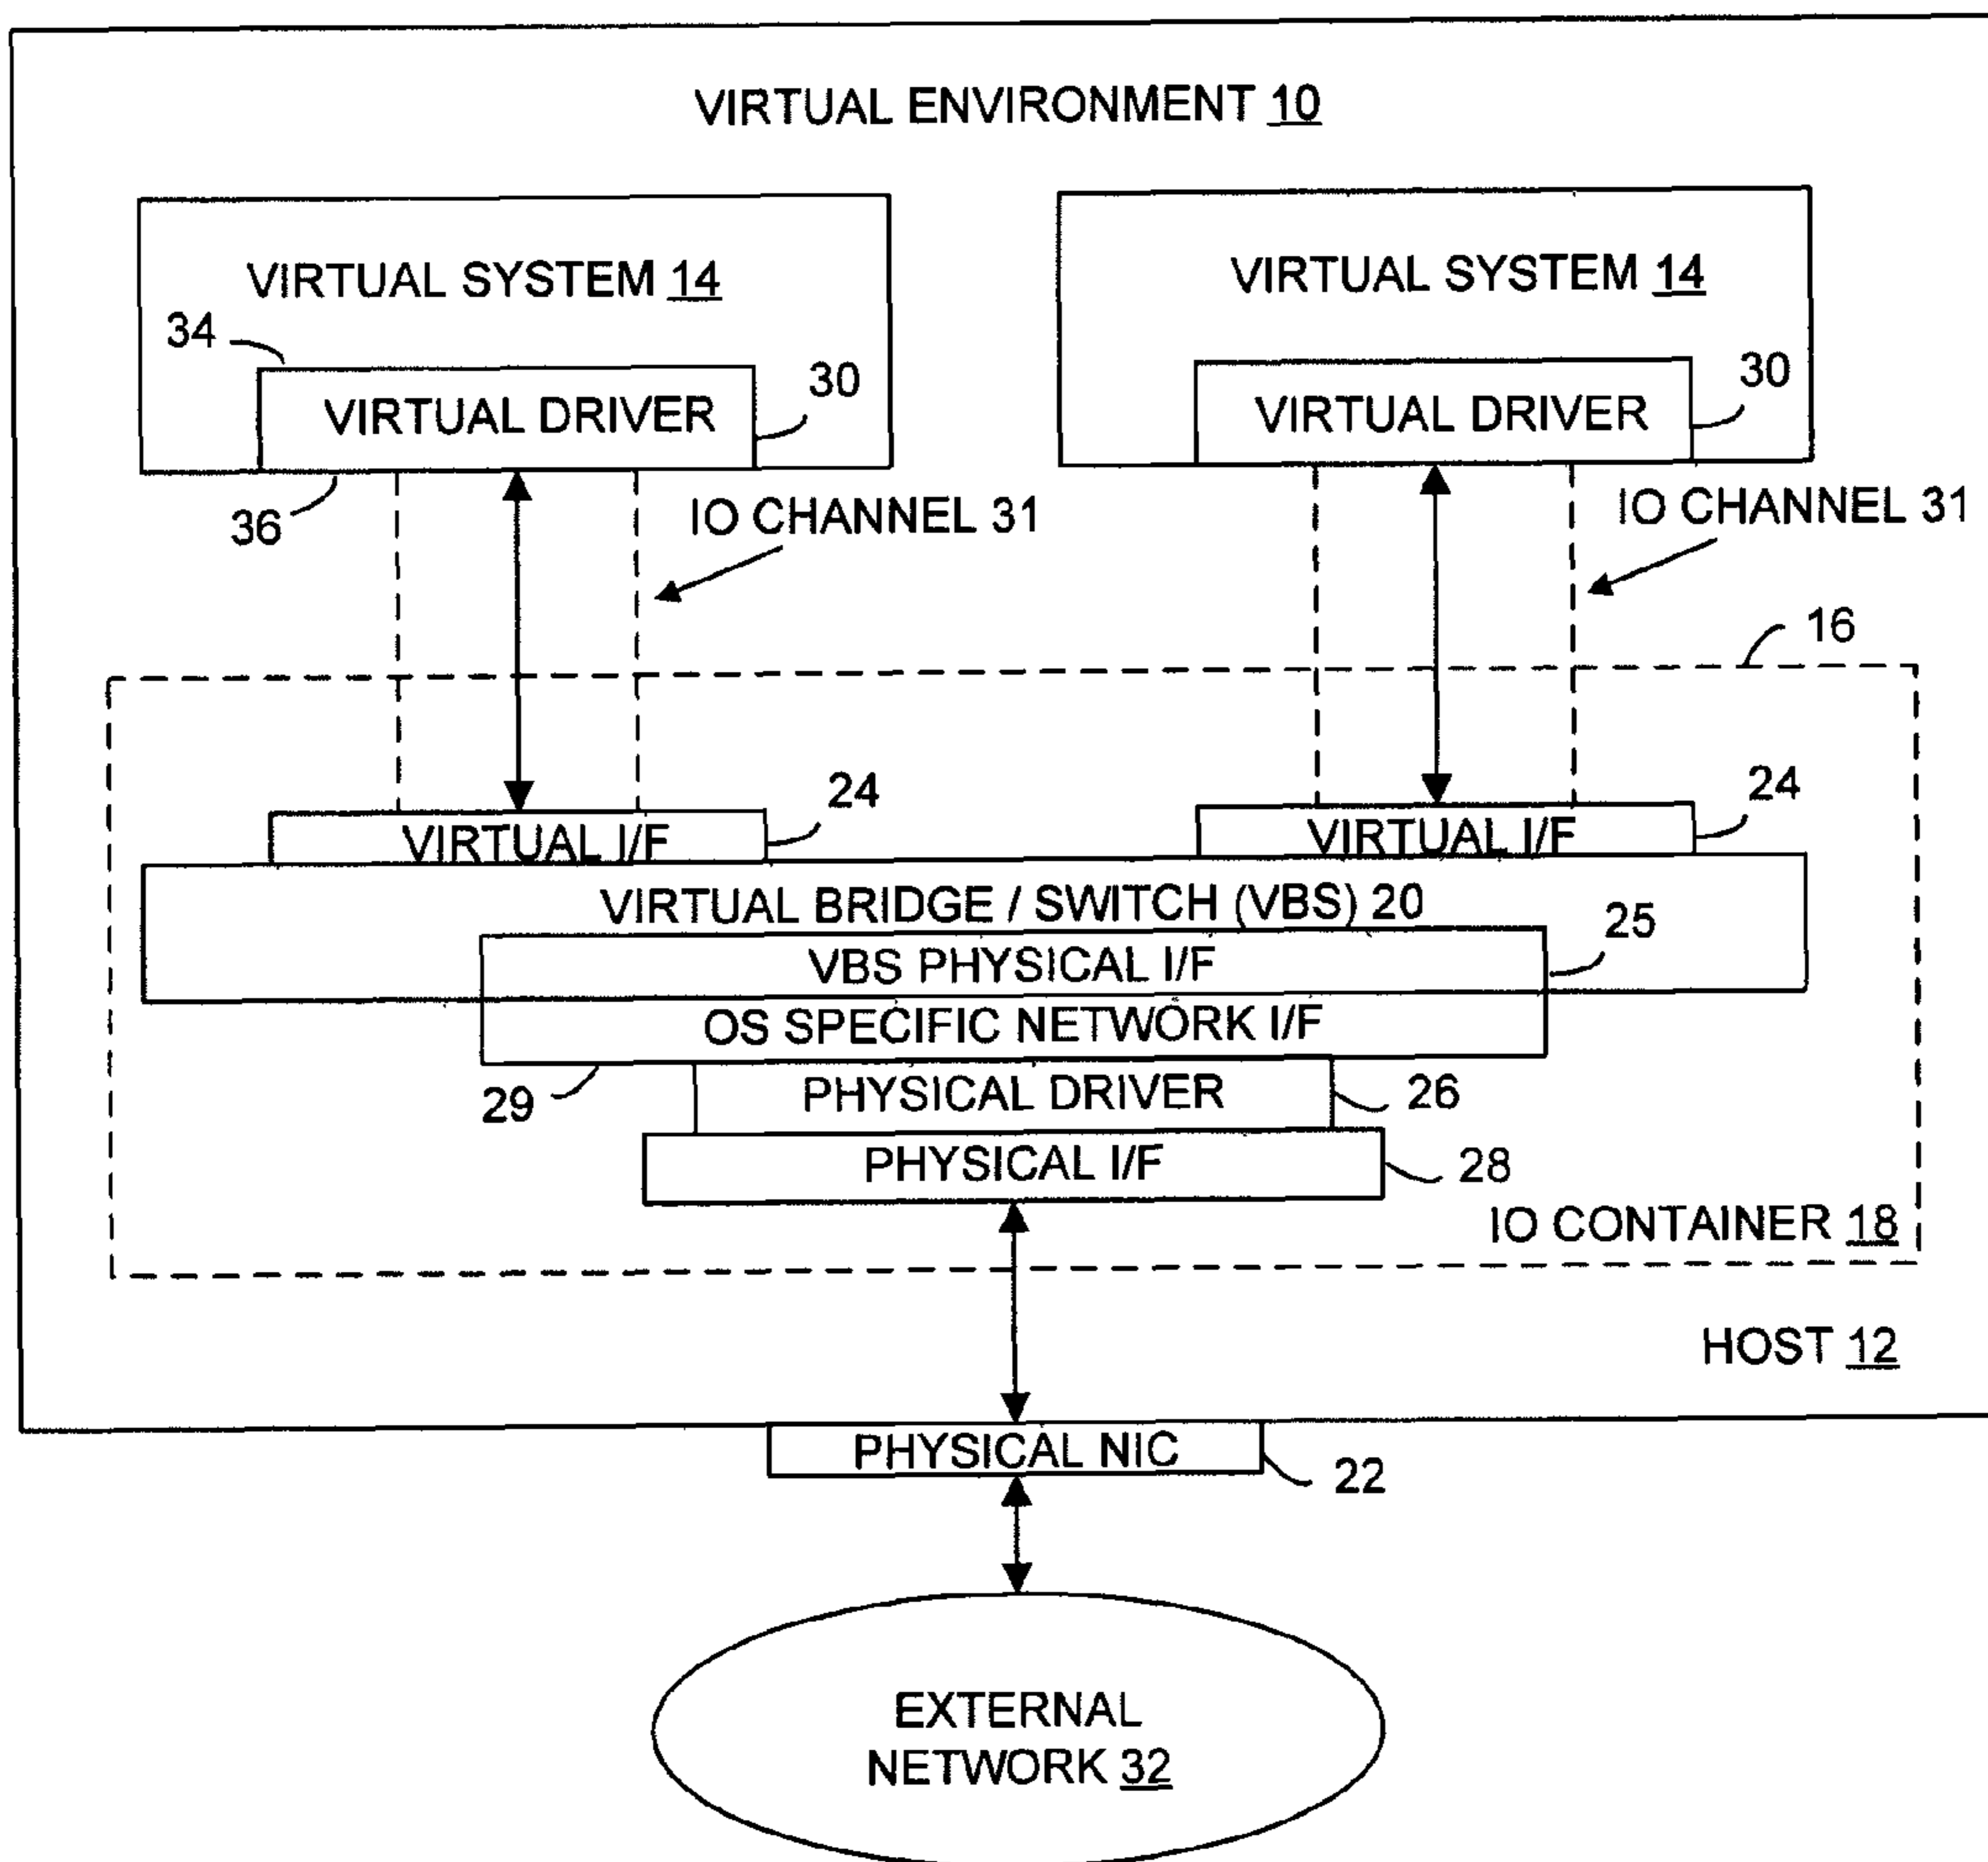 VIRTUAL ENVIRONMENT 10
VIRTUAL SYSTEM 14
VIRTUAL SYSTEM 14
34
VIRTUAL DRIVER
30
VIRTUAL DRIVER
30
36
IO CHANNEL 31
IO CHANNEL 31
16
VIRTUAL I/F
24
VIRTUAL I/F
24
VIRTUAL BRIDGE / SWITCH (VBS) 20
25
VBS PHYSICAL I/F
OS SPECIFIC NETWORK I/F
29
PHYSICAL DRIVER
26
PHYSICAL I/F
28
IO CONTAINER 18
HOST 12
PHYSICAL NIC
22
EXTERNAL
NETWORK 32